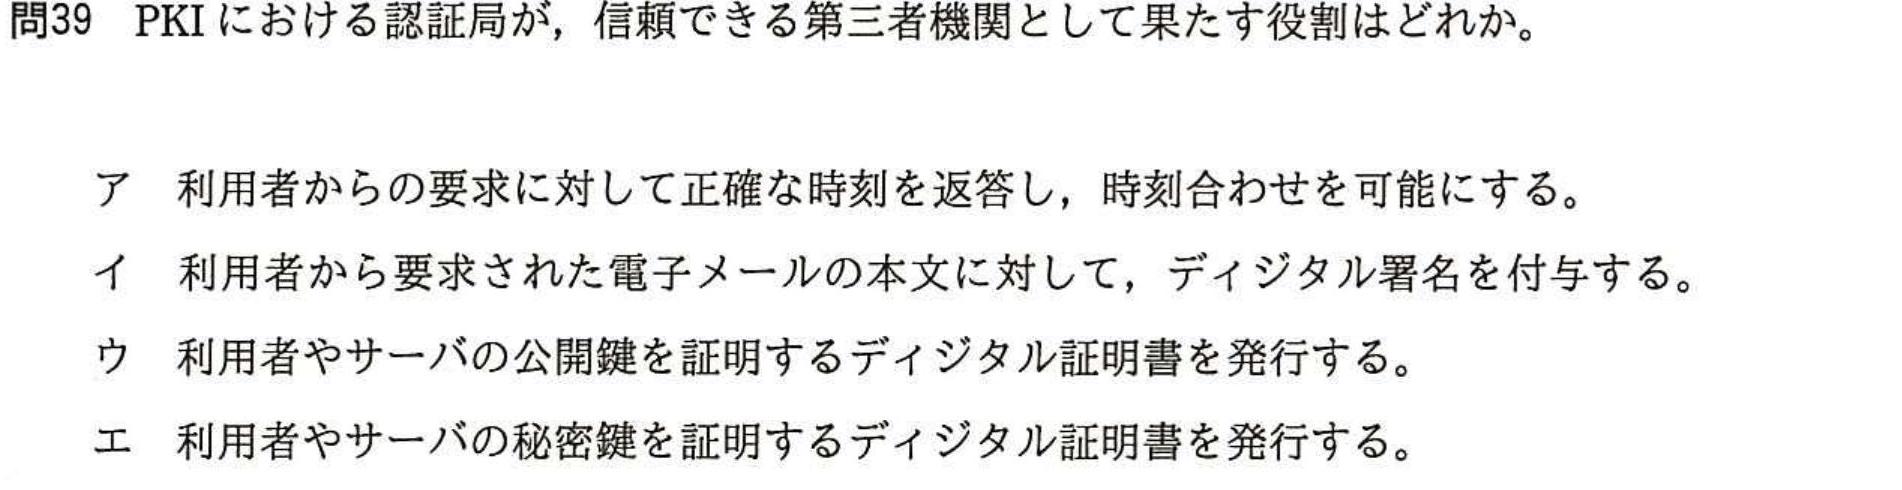 問39 PKIにおける認証局が，信頼できる第三者機関として果たす役割はどれか。
ア 利用者からの要求に対して正確な時刻を返答し，時刻合わせを可能にする。
イ 利用者から要求された電子メールの本文に対して，ディジタル署名を付与する。
ウ 利用者やサーバの公開鍵を証明するディジタル証明書を発行する。
エ 利用者やサーバの秘密鍵を証明するディジタル証明書を発行する。